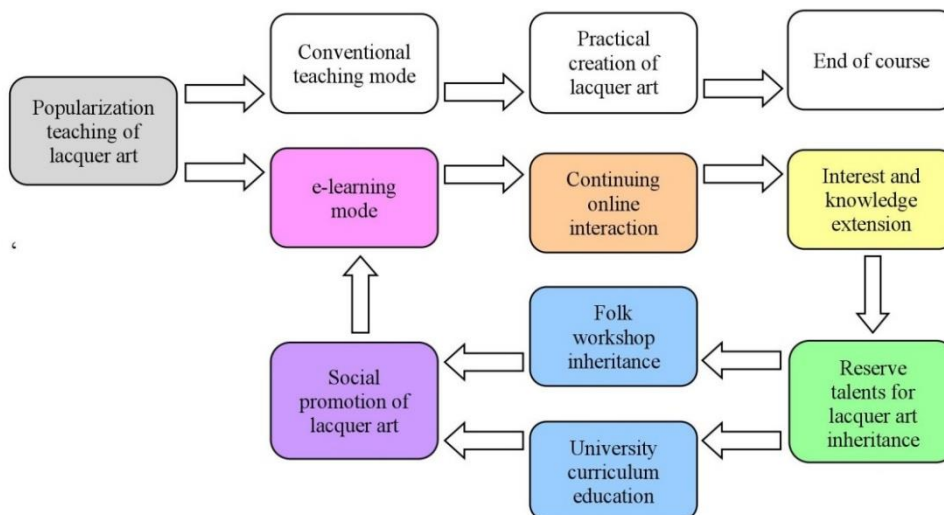 Conventional
teaching mode
Practical
creation of
lacquer art
End of course
Popularization
teaching of
lacquer art
e-learning
mode
Continuing
online
interaction
Interest and
knowledge
extension
‘
Folk
workshop
inheritance
Social
promotion of
lacquer art
Reserve
talents for
lacquer art
inheritance
University
curriculum
education